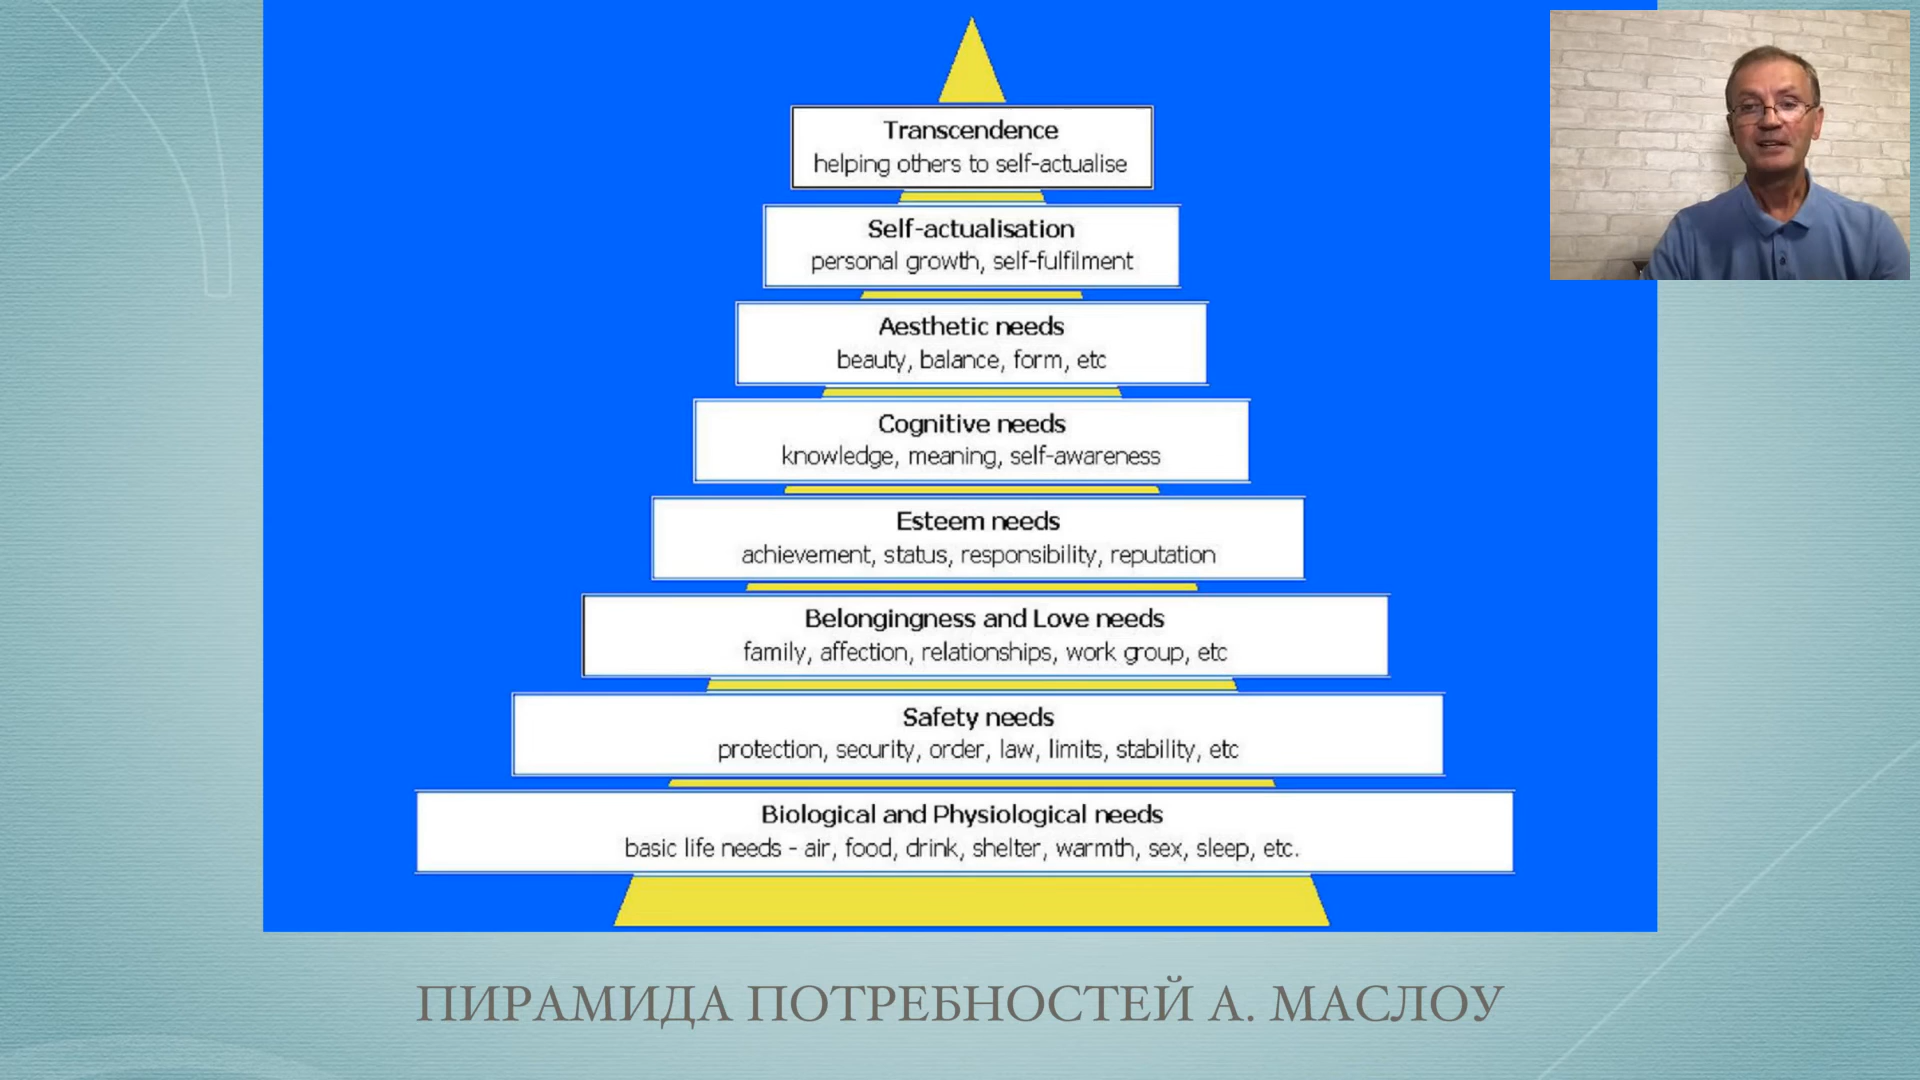 Transcendence
helping others to self-actualise
Self-actualisation
personal growth, self-fulfilment
Aesthetic needs
beauty, balance, form, etc
Cognitive needs
knowledge, meaning, self-awareness
Esteem needs
achievement, status, responsibility, reputation
Belongingness and Love needs
family, affection, relationships, work group, etc
Safety needs
protection, security, order, law, limits, stability, etc
Biological and Physiological needs
basic life needs - air, food, drink, shelter, warmth, sex, sleep, etc.
ПИРАМИДА ПОТРЕБНОСТЕЙ А. МАСЛОУ